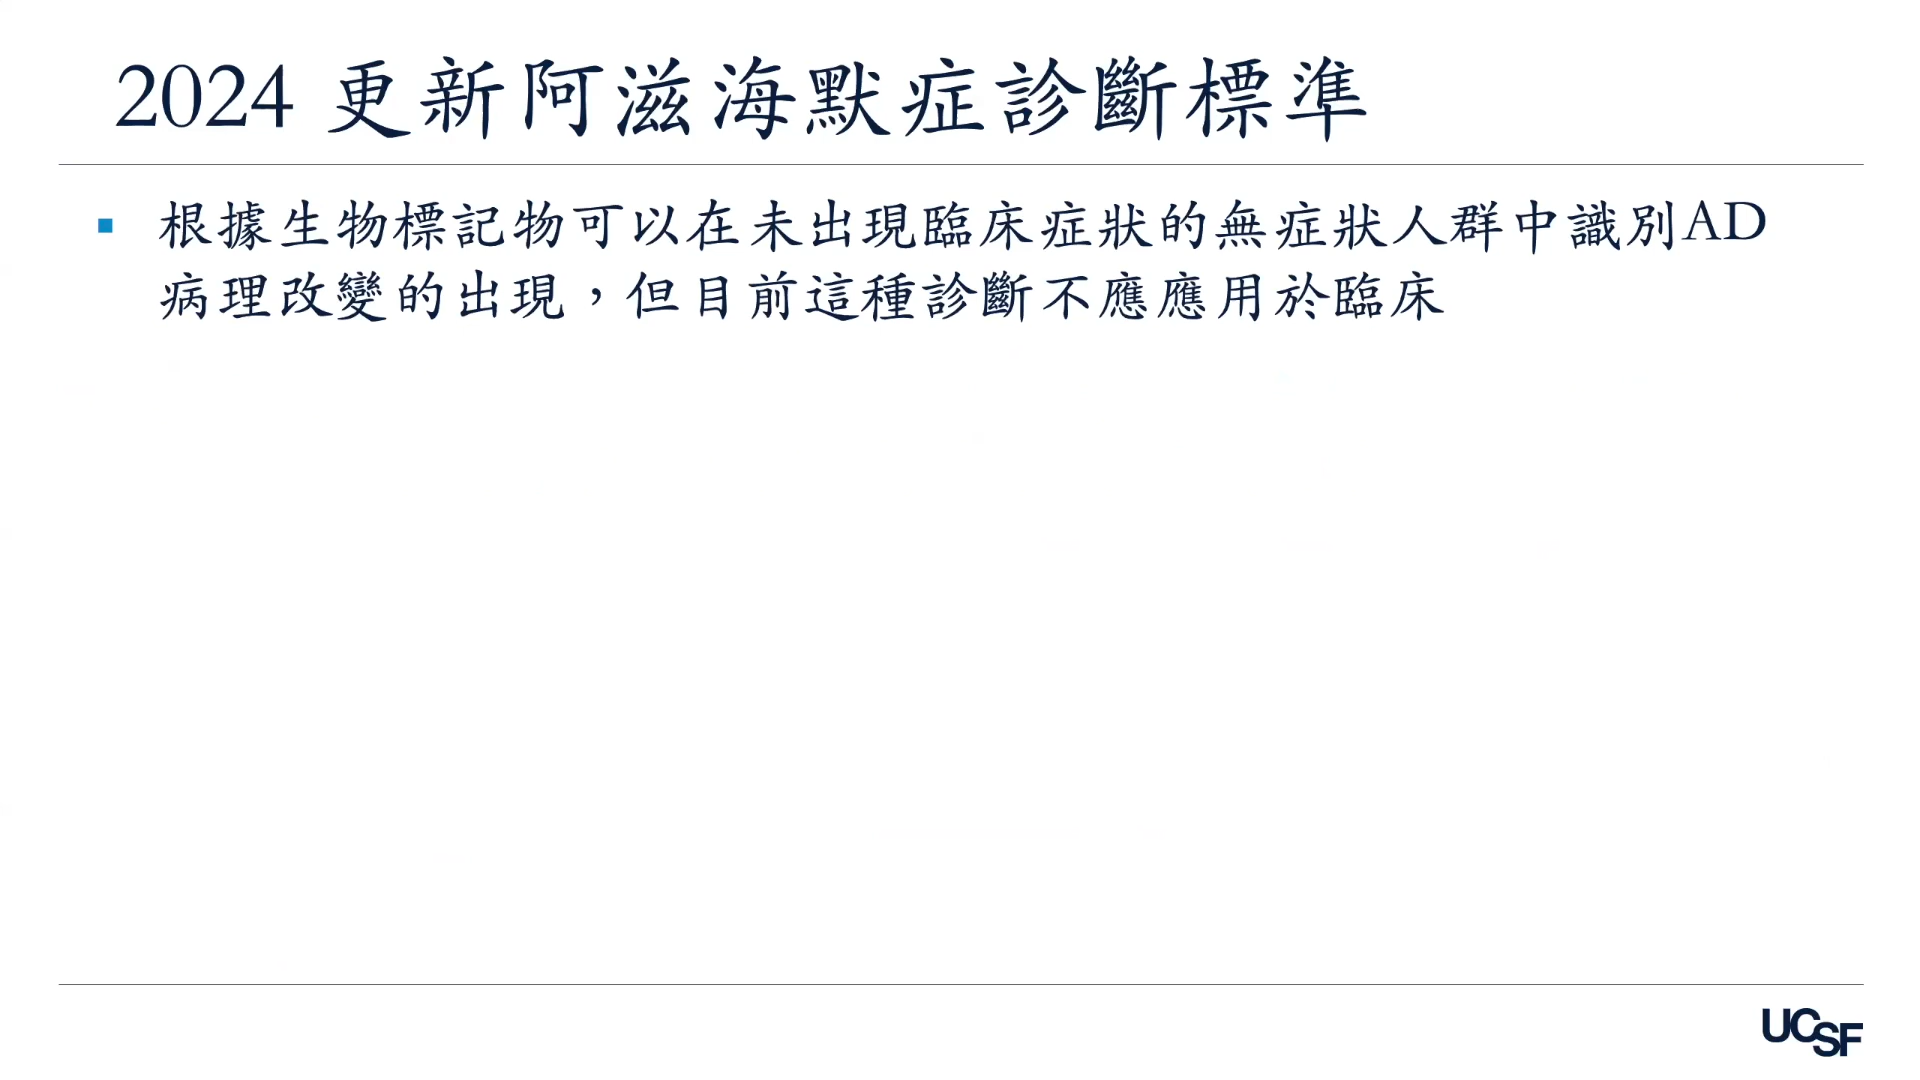 2024 更新阿滋海默症診斷標準
根據生物標記物可以在未出現臨床症狀的無症狀人群中識別AD
病理改變的出現，但目前這種診斷不應應用於臨床
UCSF